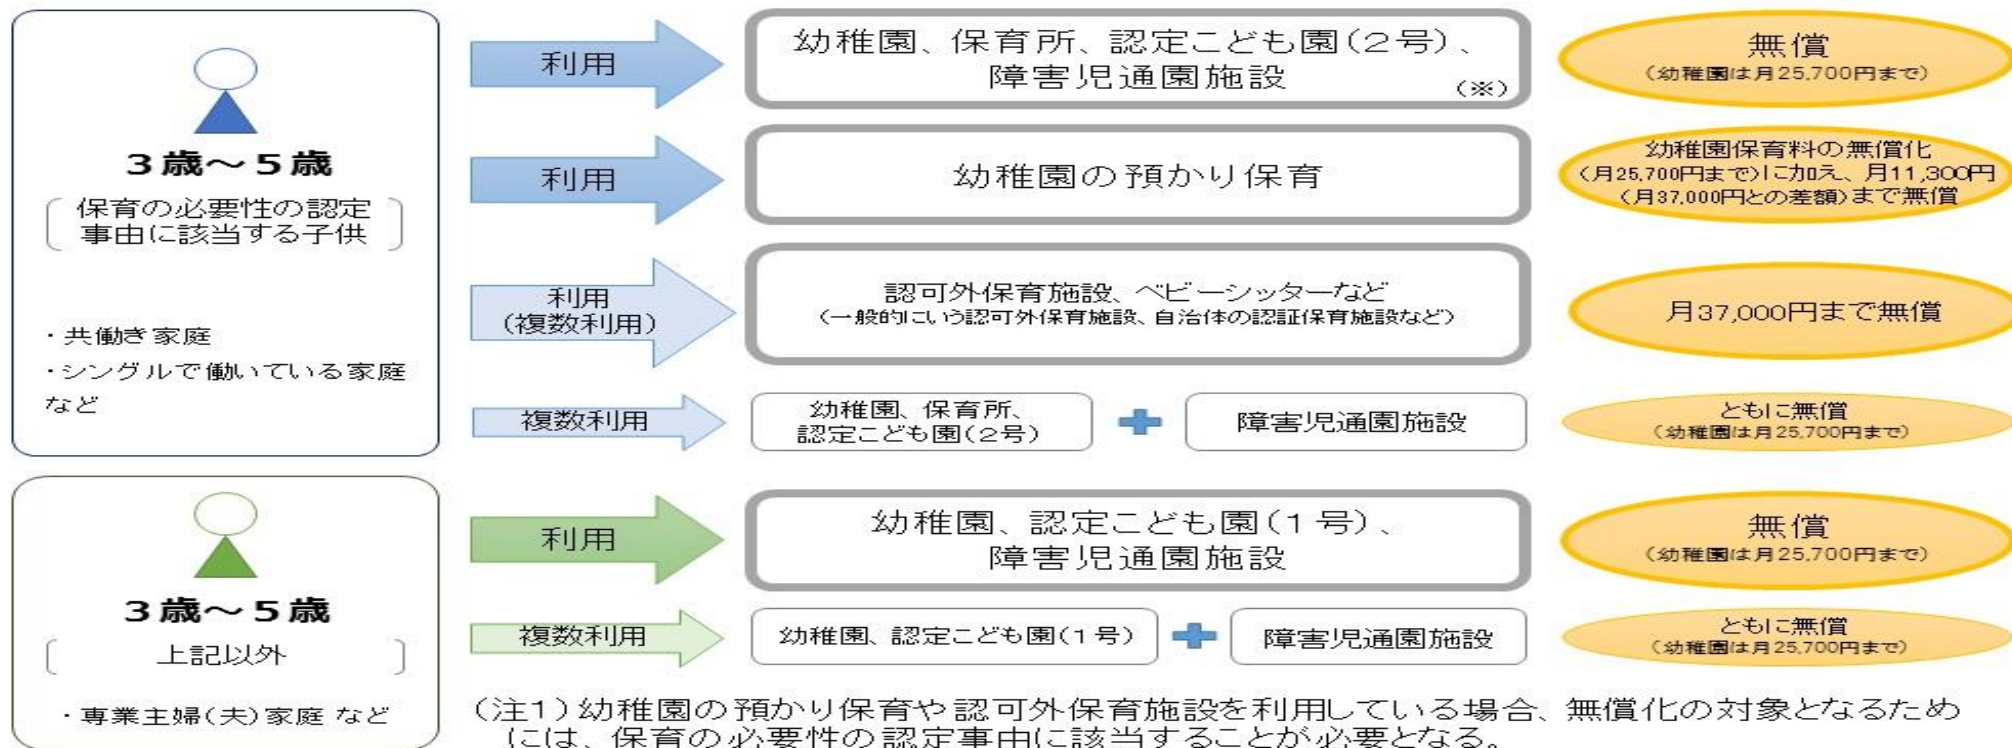 ３歳～５歳
保育の必要性の認定
事由に該当する子供
・共働き家庭
・シングルで働いている家庭
など
利用
幼稚園、保育所、認定こども園(２号)、
障害児通園施設
(※)
無償
(幼稚園は月25,700円まで)
利用
幼稚園の預かり保育
幼稚園保育料の無償化
(月25,700円まで)に加え、月11,300円
(月37,000円との差額)まで無償
利用
(複数利用)
認可外保育施設、ベビーシッターなど
(一般的にいう認可外保育施設、自治体の認証保育施設など)
月37,000円まで無償
複数利用
幼稚園、保育所、
認定こども園(２号)
障害児通園施設
ともに無償
(幼稚園は月25,700円まで)
３歳～５歳
上記以外
・専業主婦(夫)家庭 など
利用
幼稚園、認定こども園(１号)、
障害児通園施設
無償
(幼稚園は月25,700円まで)
複数利用
幼稚園、認定こども園(１号)
障害児通園施設
ともに無償
(幼稚園は月25,700円まで)
(注１)幼稚園の預かり保育や認可外保育施設を利用している場合、無償化の対象となるため
には、保育の必要性の認定事由に該当することが必要となる。